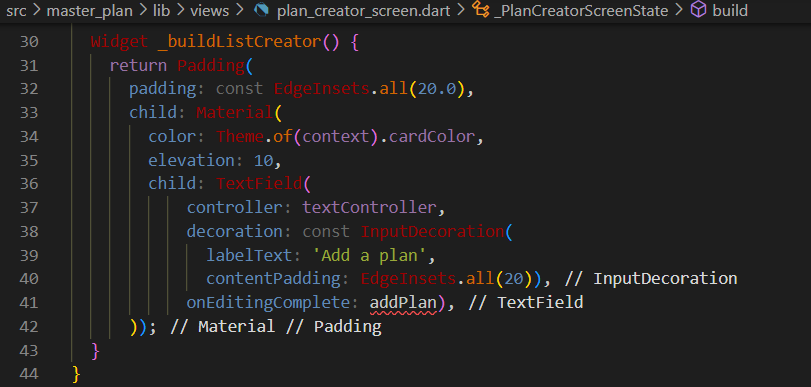 src > master_plan > lib > views > plan_creator_screen.dart > _PlanCreatorScreenState > build
30 Widget _buildListCreator() {
31 return Padding(
32 padding: const EdgeInsets.all(20.0),
33 child: Material(
34 color: Theme.of(context).cardColor,
35 elevation: 10,
36 child: TextField(
37 controller: textController,
38 decoration: const InputDecoration(
39 labelText: 'Add a plan',
40 contentPadding: EdgeInsets.all(20)), // InputDecoration
41 onEditingComplete: addPlan), // TextField
42 )); // Material // Padding
43 }
44 }